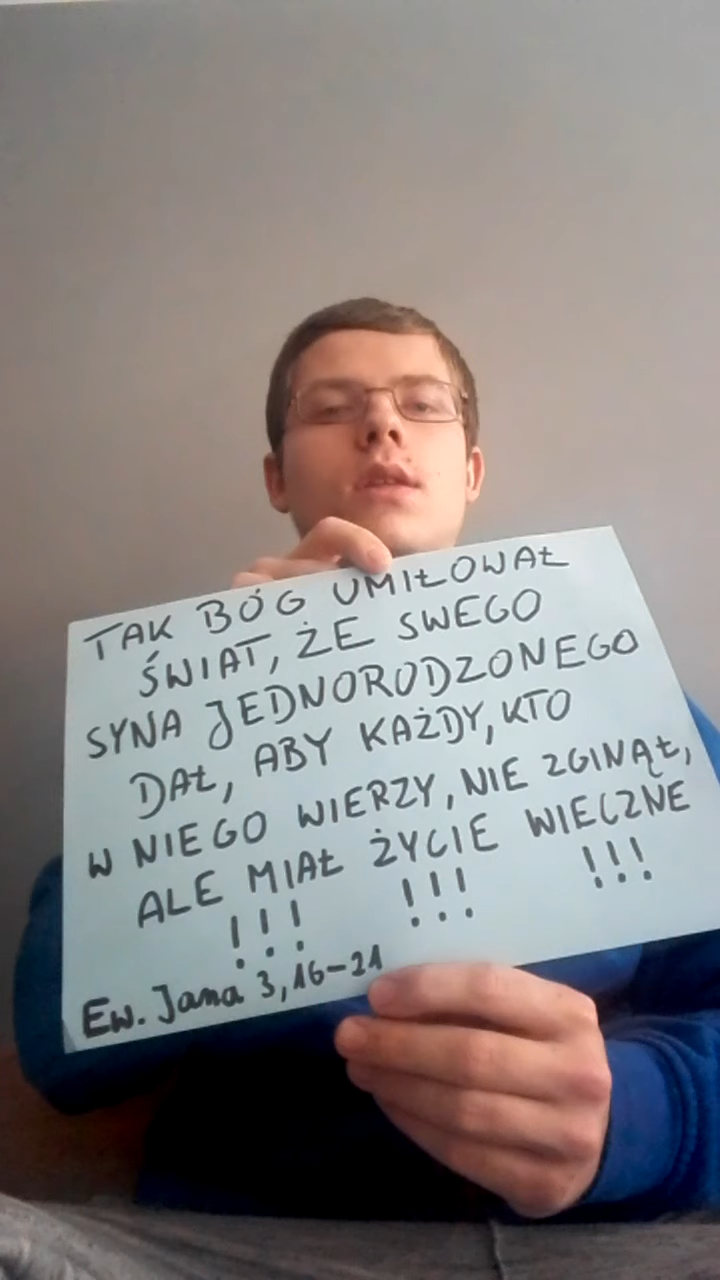 TAK BÓG UMIŁOWAŁ
ŚWIAT, ŻE SWEGO
SYNA JEDNORODZONEGO
DAŁ, ABY KAŻDY, KTO
W NIEGO WIERZY, NIE ZGINĄŁ,
ALE MIAŁ ŻYCIE WIECZNE
!!! !!! !!!
Ew. Jana 3,16-21